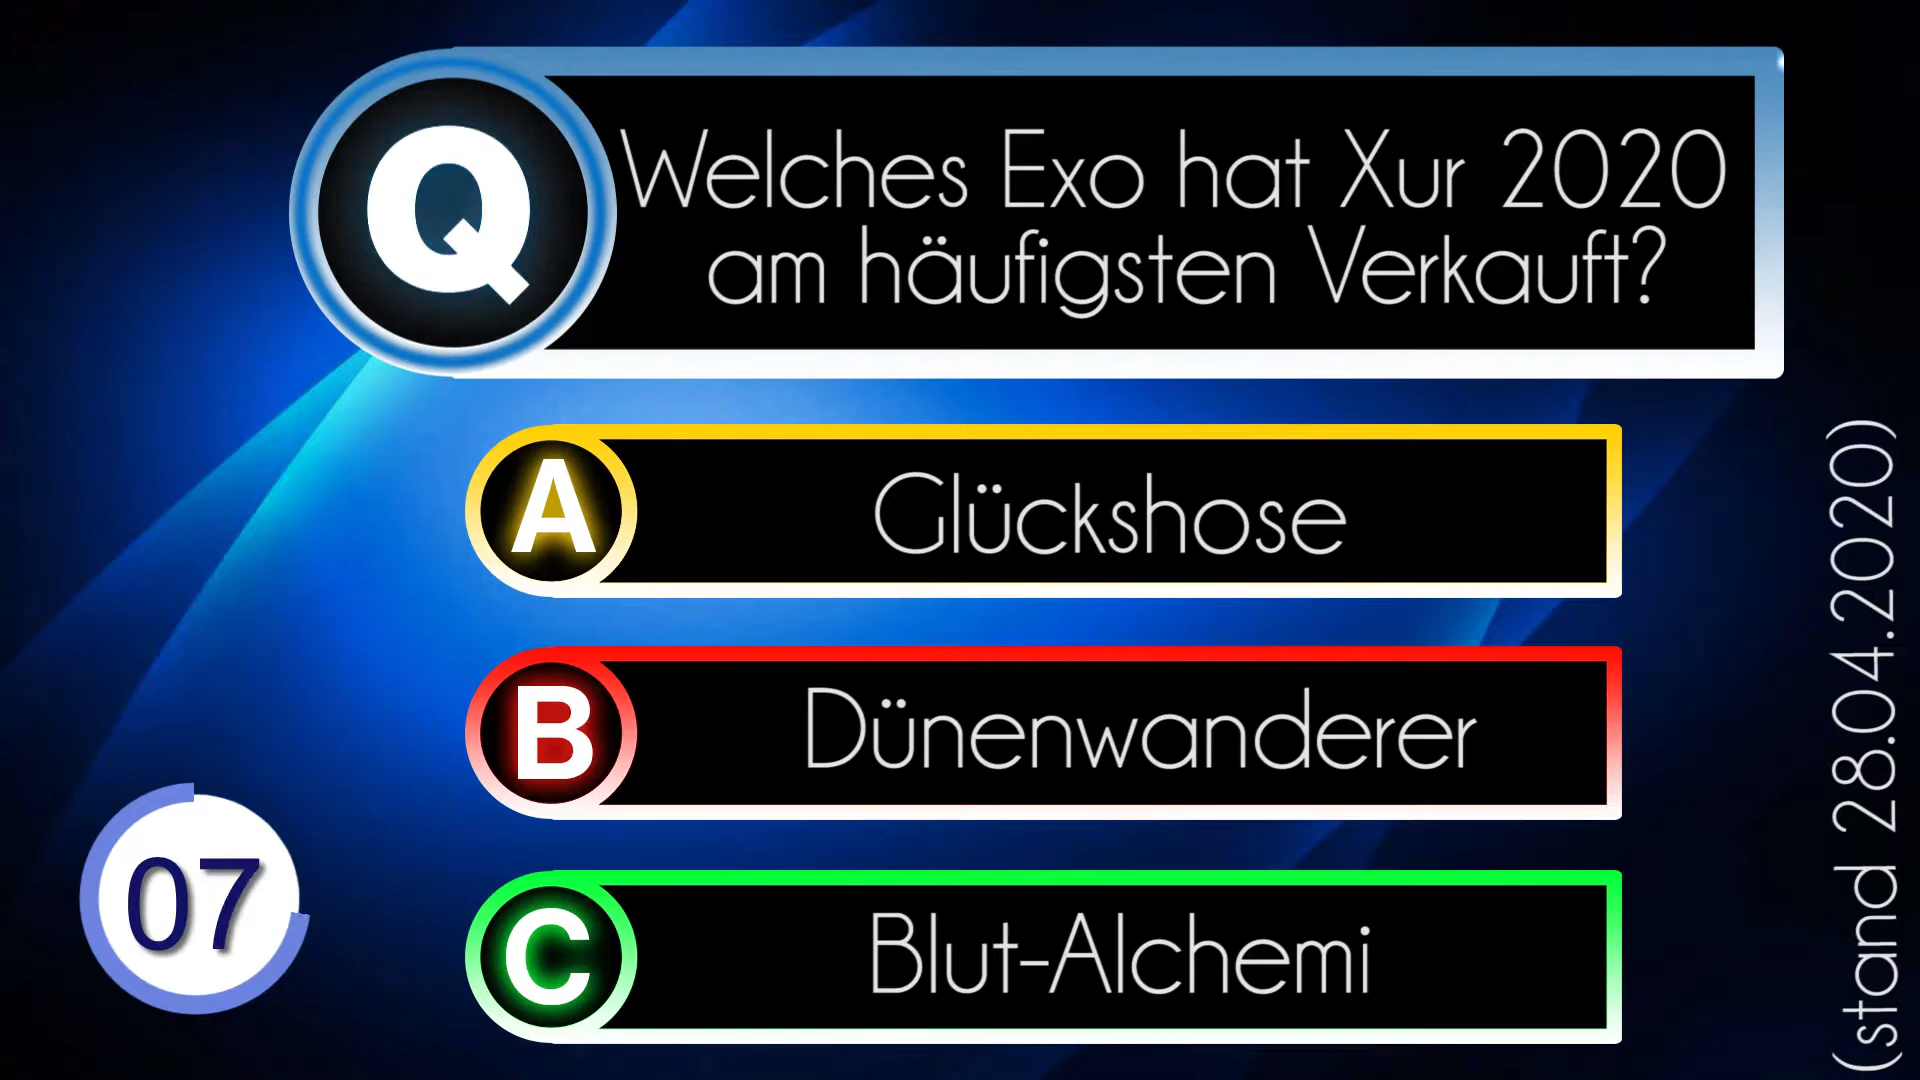 Q
Welches Exo hat Xur 2020
am häufigsten Verkauft?
A
Glückshose
B
Dünenwanderer
C
Blut-Alchemi
07
(stand 28.04.2020)